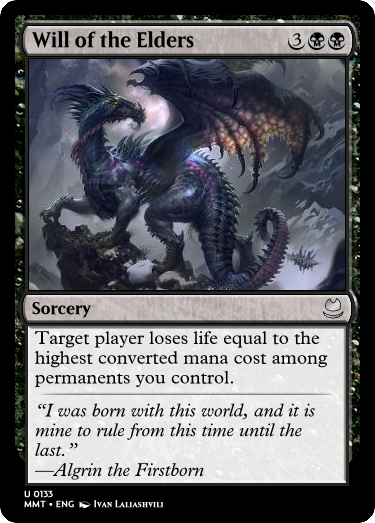 Will of the Elders 3
Sorcery
Target player loses life equal to the
highest converted mana cost among
permanents you control.
“I was born with this world, and it is
mine to rule from this time until the
last.”
—Algrin the Firstborn
U 0133
MMT • ENG Ivan Laliashvili